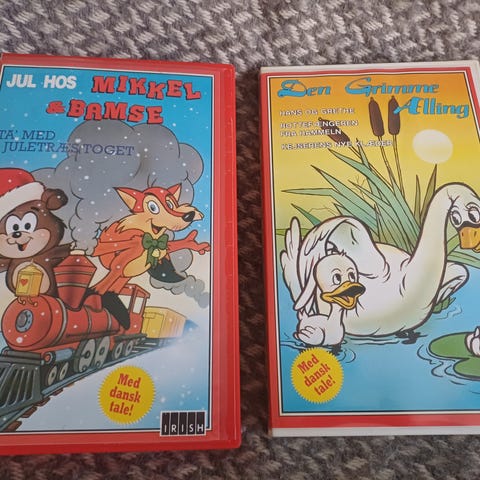 JUL HOS MIKKEL
& BAMSE
TA' MED
JULETRÆSTOGET
Med
dansk
tale!
IRISH
Den Grimme
Ælling
HANS OG GRETHE
ROTTEFÆNGEREN
FRA HAMMELN
KEJSERENS NYE KLÆDER
Med
dansk
tale!